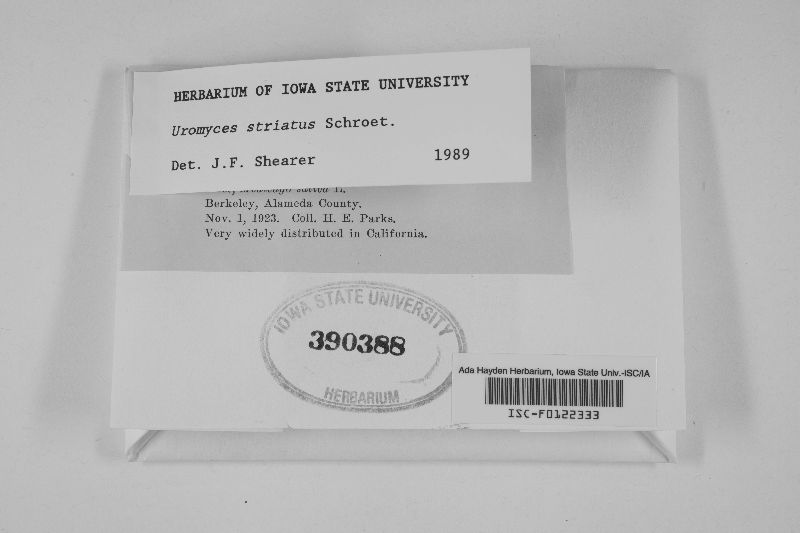 HERBARIUM OF IOWA STATE UNIVERSITY
Uromyces striatus Schroet.
Det. J.F. Shearer 1989
sativa L.
Berkeley, Alameda County.
Nov. 1, 1923. Coll. H. E. Parks.
Very widely distributed in California.
IOWA STATE UNIVERSITY
390388
HERBARIUM
Ada Hayden Herbarium, Iowa State Univ.-ISC/IA
ISC-F0122333